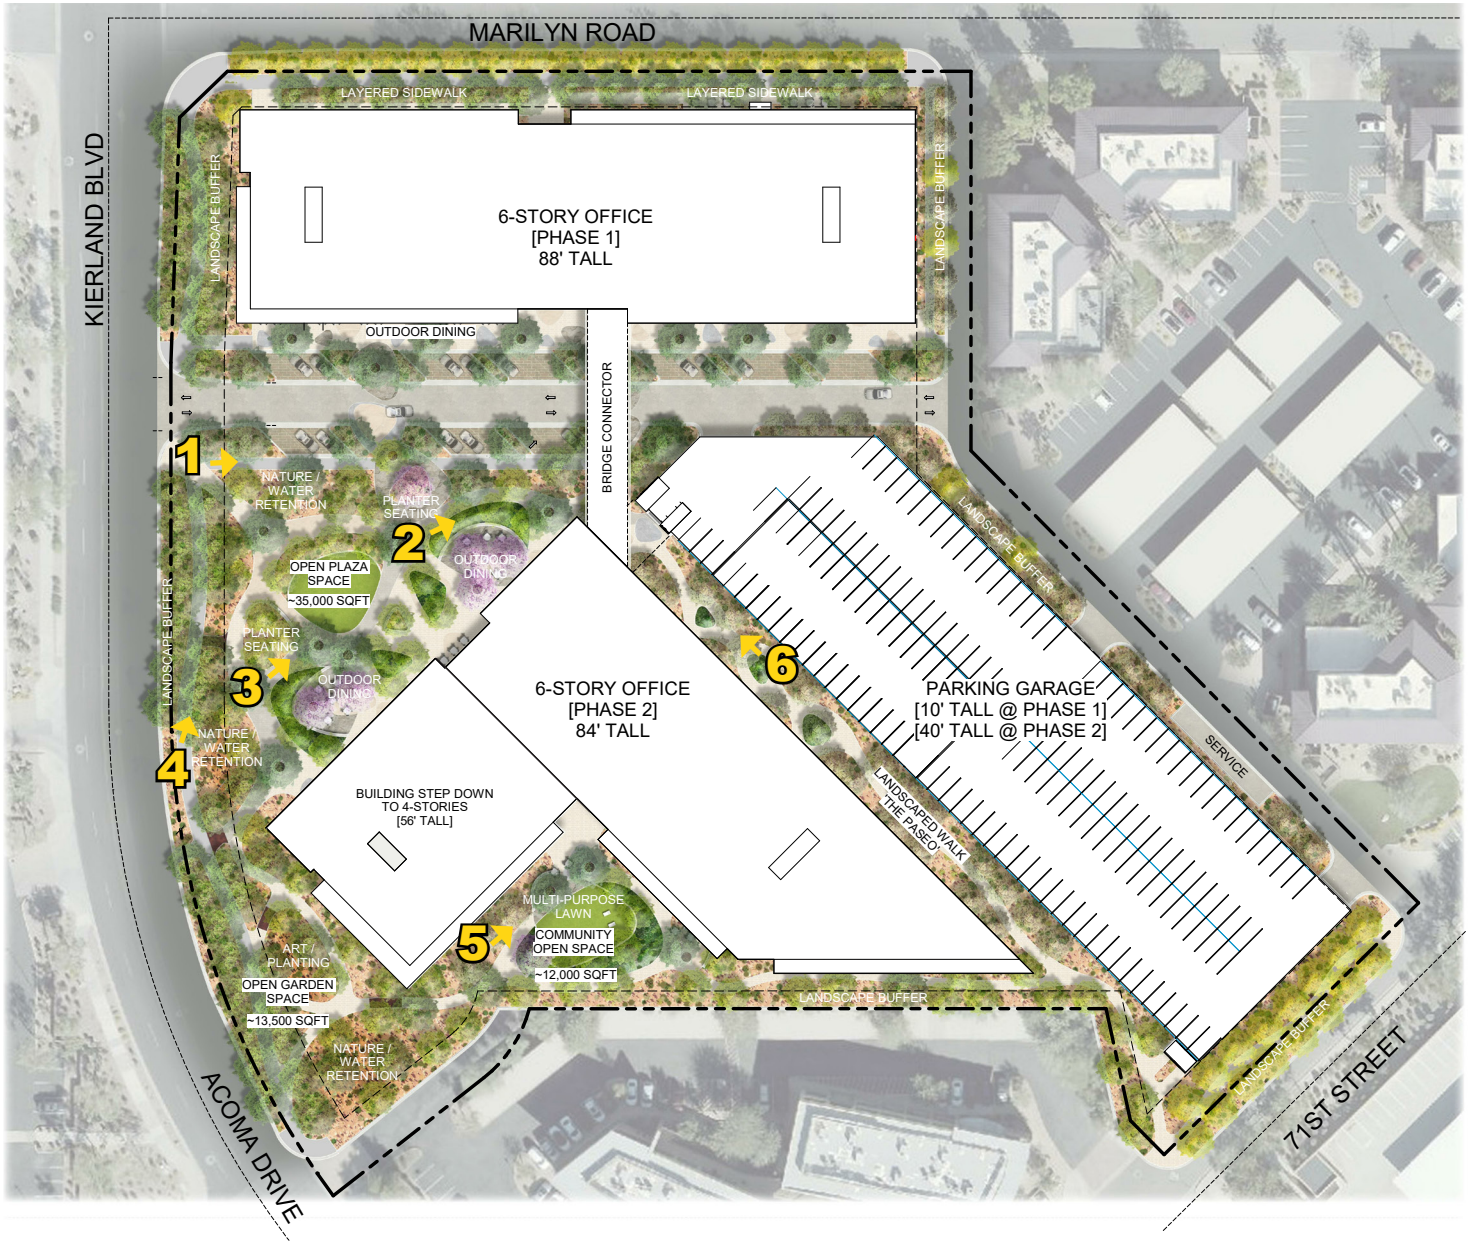 MARILYN ROAD
LAYERED SIDEWALK
LAYERED SIDEWALK
KIERLAND BLVD
LANDSCAPE BUFFER
LANDSCAPE BUFFER
6-STORY OFFICE
[PHASE 1]
88' TALL
OUTDOOR DINING
BRIDGE CONNECTOR
1
NATURE /
WATER
RETENTION
PLANTER
SEATING
2
OUTDOOR
DINING
OPEN PLAZA
SPACE
~35,000 SQFT
LANDSCAPE BUFFER
LANDSCAPE BUFFER
PLANTER
SEATING
3
OUTDOOR
DINING
6
6-STORY OFFICE
[PHASE 2]
84' TALL
PARKING GARAGE
[10' TALL @ PHASE 1]
[40' TALL @ PHASE 2]
SERVICE
4
NATURE /
WATER
RETENTION
BUILDING STEP DOWN
TO 4-STORIES
[56' TALL]
LANDSCAPED WALK
'THE PASEO'
MULTI-PURPOSE
LAWN
5
COMMUNITY
OPEN SPACE
~12,000 SQFT
ART /
PLANTING
OPEN GARDEN
SPACE
~13,500 SQFT
LANDSCAPE BUFFER
NATURE /
WATER
RETENTION
LANDSCAPE BUFFER
71ST STREET
ACOMA DRIVE